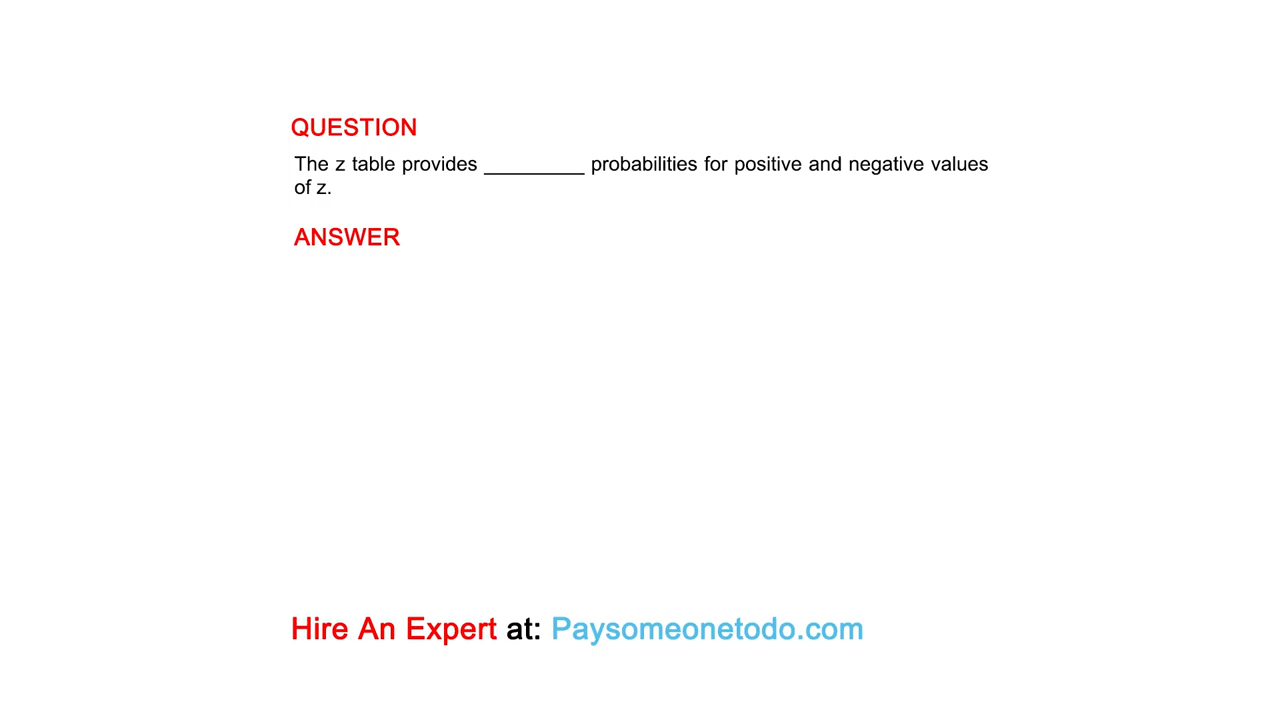 QUESTION
The z table provides _________ probabilities for positive and negative values
of z.
ANSWER
Hire An Expert at: Paysomeonetodo.com